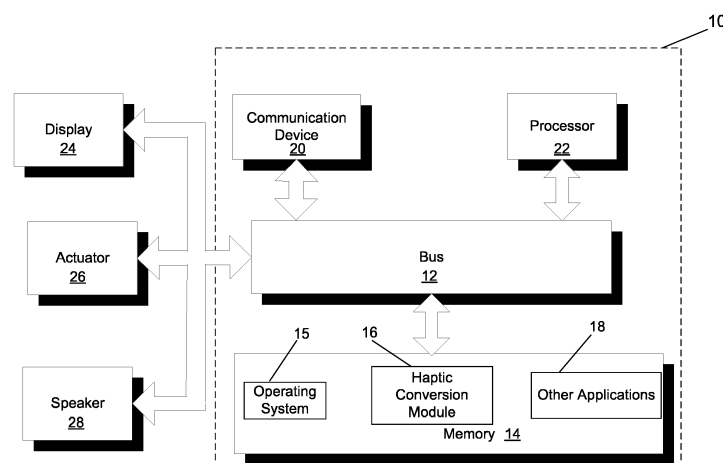 10
Display
24
Communication
Device
20
Processor
22
Actuator
26
Bus
12
Speaker
28
15
Operating
System
16
Haptic
Conversion
Module
18
Other Applications
Memory 14